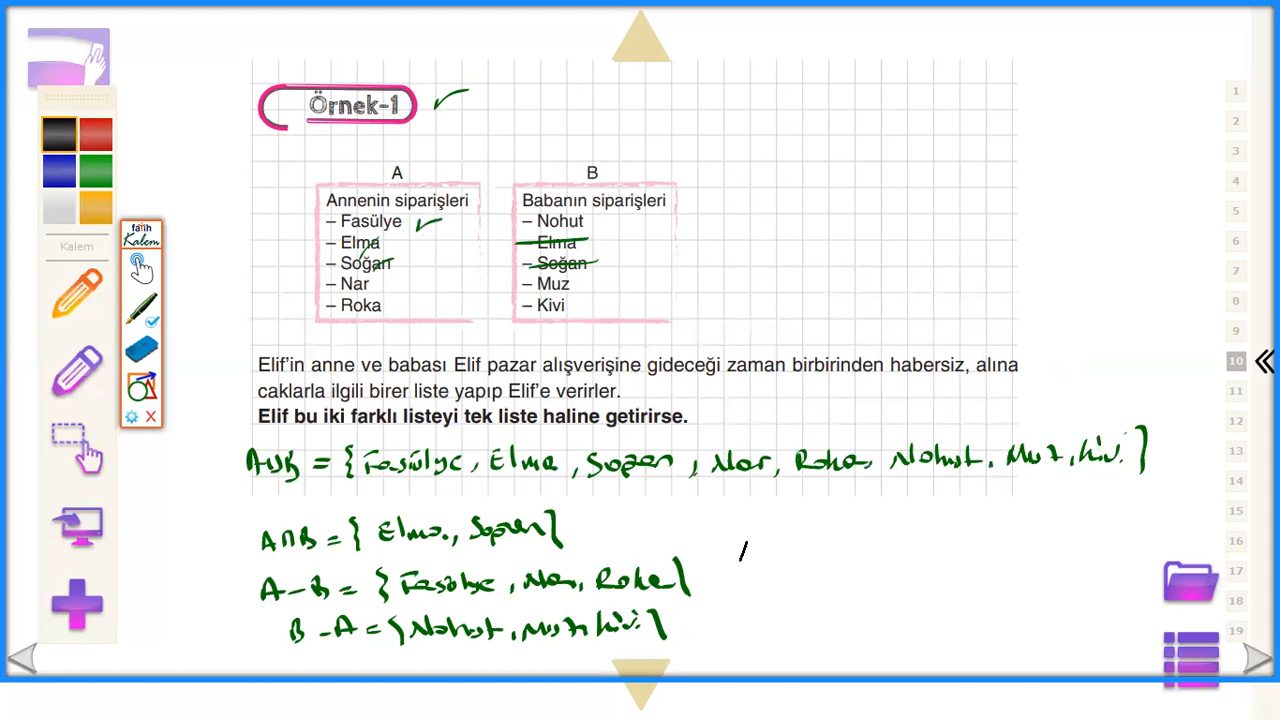 Örnek-1
A B
Annenin siparişleri
– Fasülye
– Elma
– Soğan
– Nar
– Roka
Babanın siparişleri
– Nohut
– Elma
– Soğan
– Muz
– Kivi
Elif'in anne ve babası Elif pazar alışverişine gideceği zaman birbirinden habersiz, alına
caklarla ilgili birer liste yapıp Elif'e verirler.
Elif bu iki farklı listeyi tek liste haline getirirse.
A∪B = { Fasülye, Elma, Soğan, Nar, Roka, Nohut, Muz, Kivi }
A∩B = { Elma, Soğan }
A – B = { Fasülye, Nar, Roka }
B – A = { Nohut, Muz, Kivi }
Kalem
fatih
Kalem
1
2
3
4
5
6
7
8
9
10
11
12
13
14
15
16
17
18
19